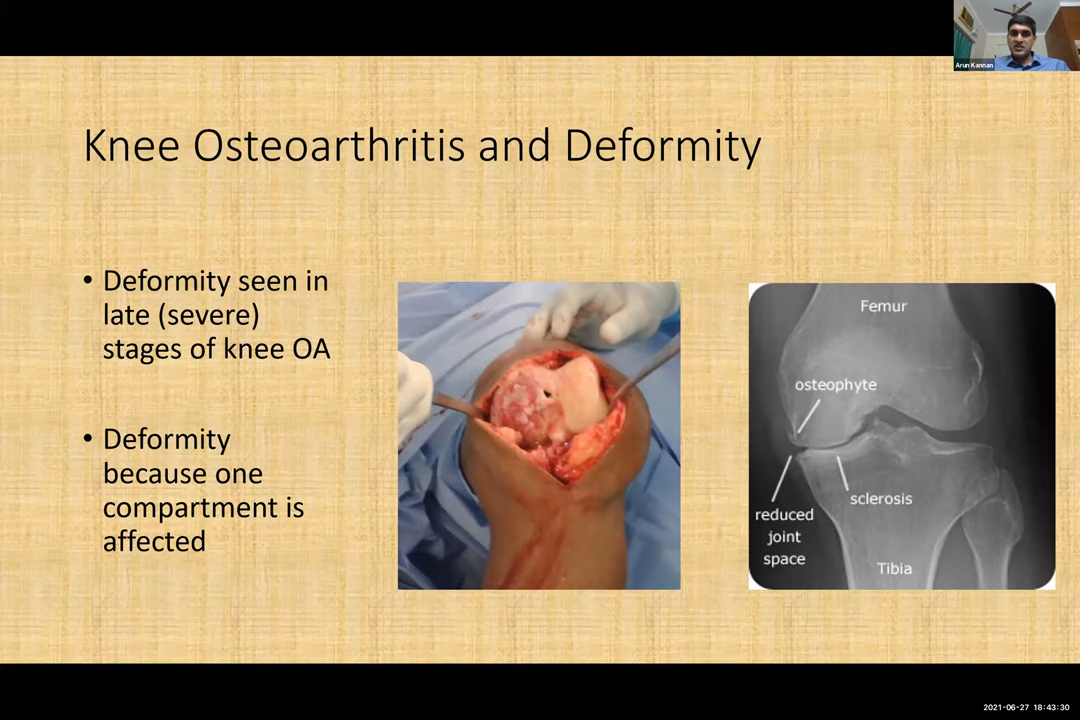 Arun Kannan
Knee Osteoarthritis and Deformity
• Deformity seen in
late (severe)
stages of knee OA
• Deformity
because one
compartment is
affected
Femur
osteophyte
sclerosis
reduced
joint
space
Tibia
2021-06-27 18:43:30